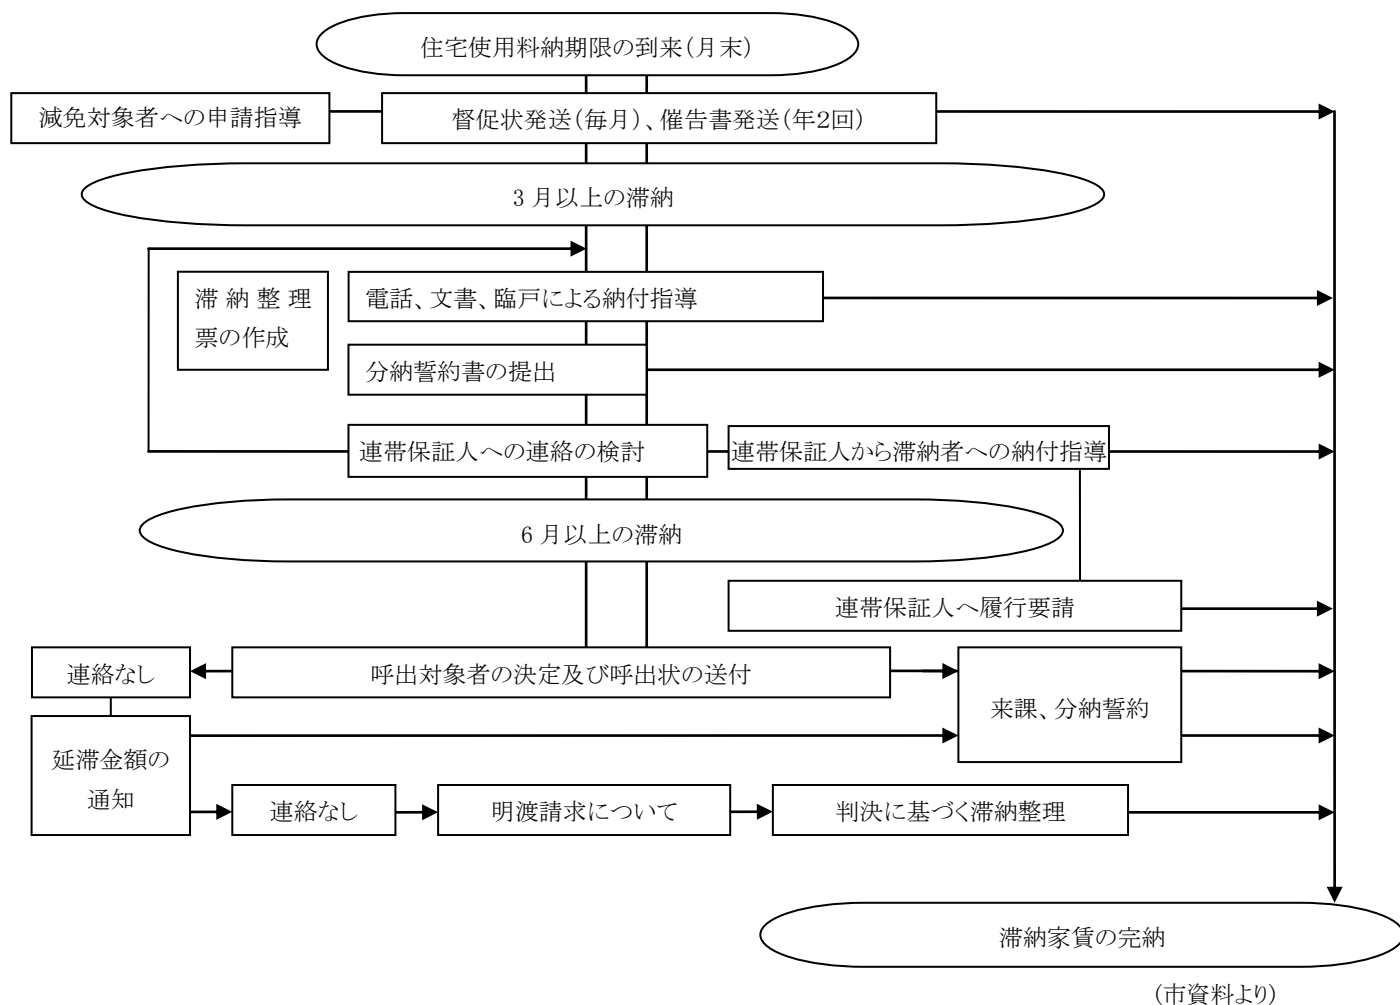 住宅使用料納期限の到来(月末)
減免対象者への申請指導
督促状発送(毎月)、催告書発送(年2回)
3 月以上の滞納
滞納整理
票の作成
電話、文書、臨戸による納付指導
分納誓約書の提出
連帯保証人への連絡の検討
連帯保証人から滞納者への納付指導
6 月以上の滞納
連帯保証人へ履行要請
連絡なし
呼出対象者の決定及び呼出状の送付
来課、分納誓約
延滞金額の
通知
連絡なし
明渡請求について
判決に基づく滞納整理
滞納家賃の完納
(市資料より)